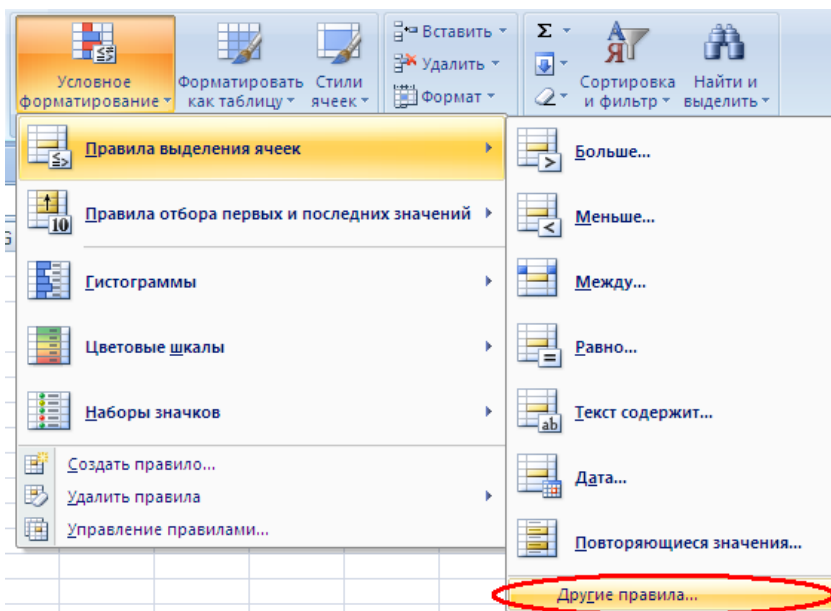 Вставить
Σ
А
Я
Удалить
Условное
форматирование
Форматировать
как таблицу
Стили
ячеек
Формат
Сортировка
и фильтр
Найти и
выделить
Правила выделения ячеек
Больше...
10
Правила отбора первых и последних значений
Меньше...
G
Гистограммы
Между...
Цветовые шкалы
Равно...
Наборы значков
ab
Текст содержит...
Создать правило...
Дата...
Удалить правила
Управление правилами...
Повторяющиеся значения...
Другие правила...